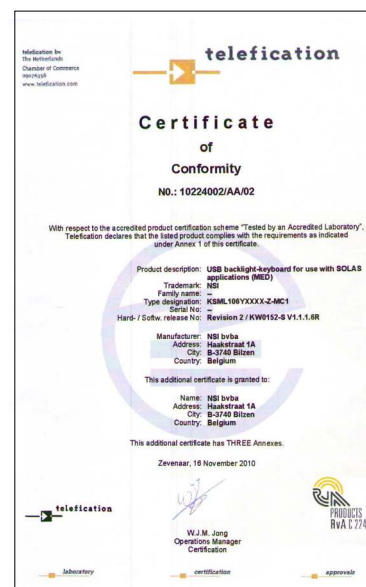 telefication bv
The Netherlands
Chamber of Commerce
www.telefication.com
telefication
Certificate
of
Conformity
N0.: 10224002/AA/02
With respect to the accredited product certification scheme "Tested by an Accredited Laboratory",
Telefication declares that the listed product complies with the requirements as indicated
under Annex 1 of this certificate.
Product description: USB backlight-keyboard for use with SOLAS
applications (MED)
Trademark: NSI
Family name: –
Type designation: KSML106YXXXX-Z-MC1
Serial No: –
Hard- / Softw. release No: Revision 2 / KW0152-S V1.1.1.6R
Manufacturer: NSI bvba
Address: Haakstraat 1A
City: B-3740 Bilzen
Country: Belgium
This additional certificate is granted to:
Name: NSI bvba
Address: Haakstraat 1A
City: B-3740 Bilzen
Country: Belgium
This additional certificate has THREE Annexes.
Zevenaar, 16 November 2010
telefication
W.J.M. Jong
Operations Manager
Certification
PRODUCTS
RvA C 224
laboratory
certification
approvals